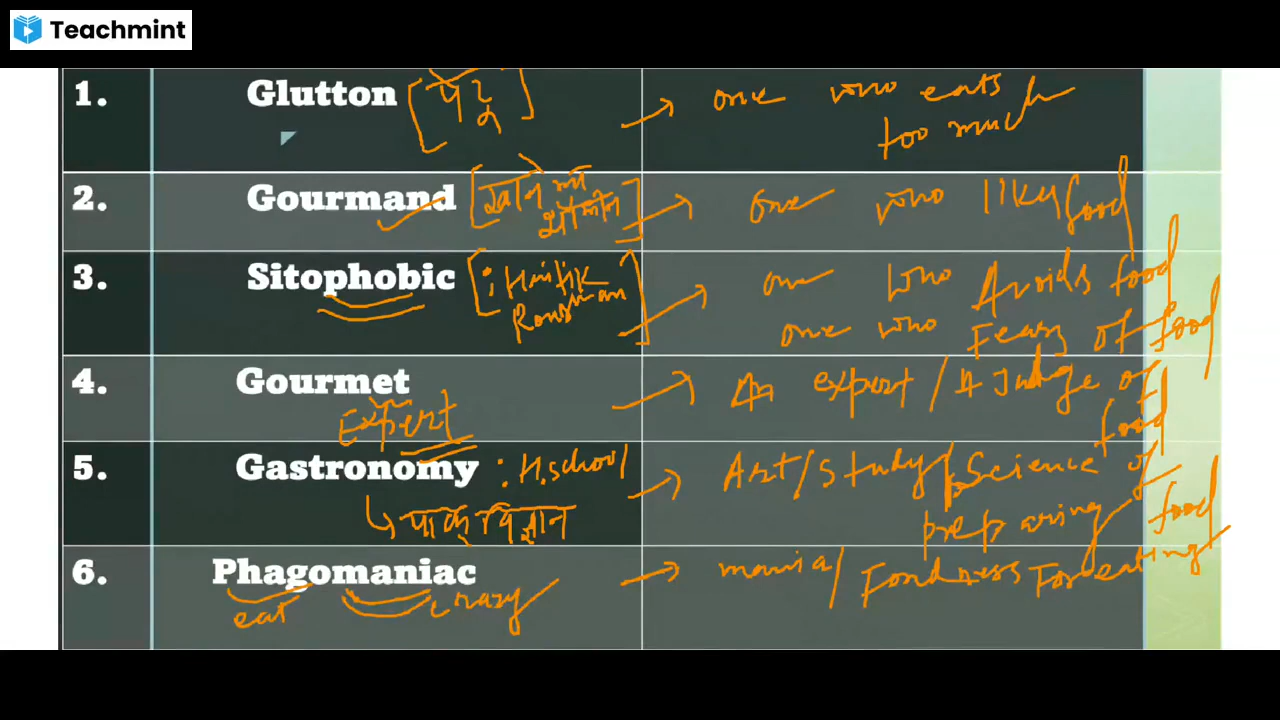 Teachmint
1. Glutton [पेटू] → one who eats
too much
2. Gourmand [खाने का शौकीन] → one who likes food
3. Sitophobic [: Hritik Roushan] → one who Avoids food
one who Fears of food
4. Gourmet → An expert / A Judge of
Expert food
5. Gastronomy : H.school → Art/Study/Science of
पाक विज्ञान preparing food
6. Phagomaniac → mania/ Fondness For eating
eat crazy